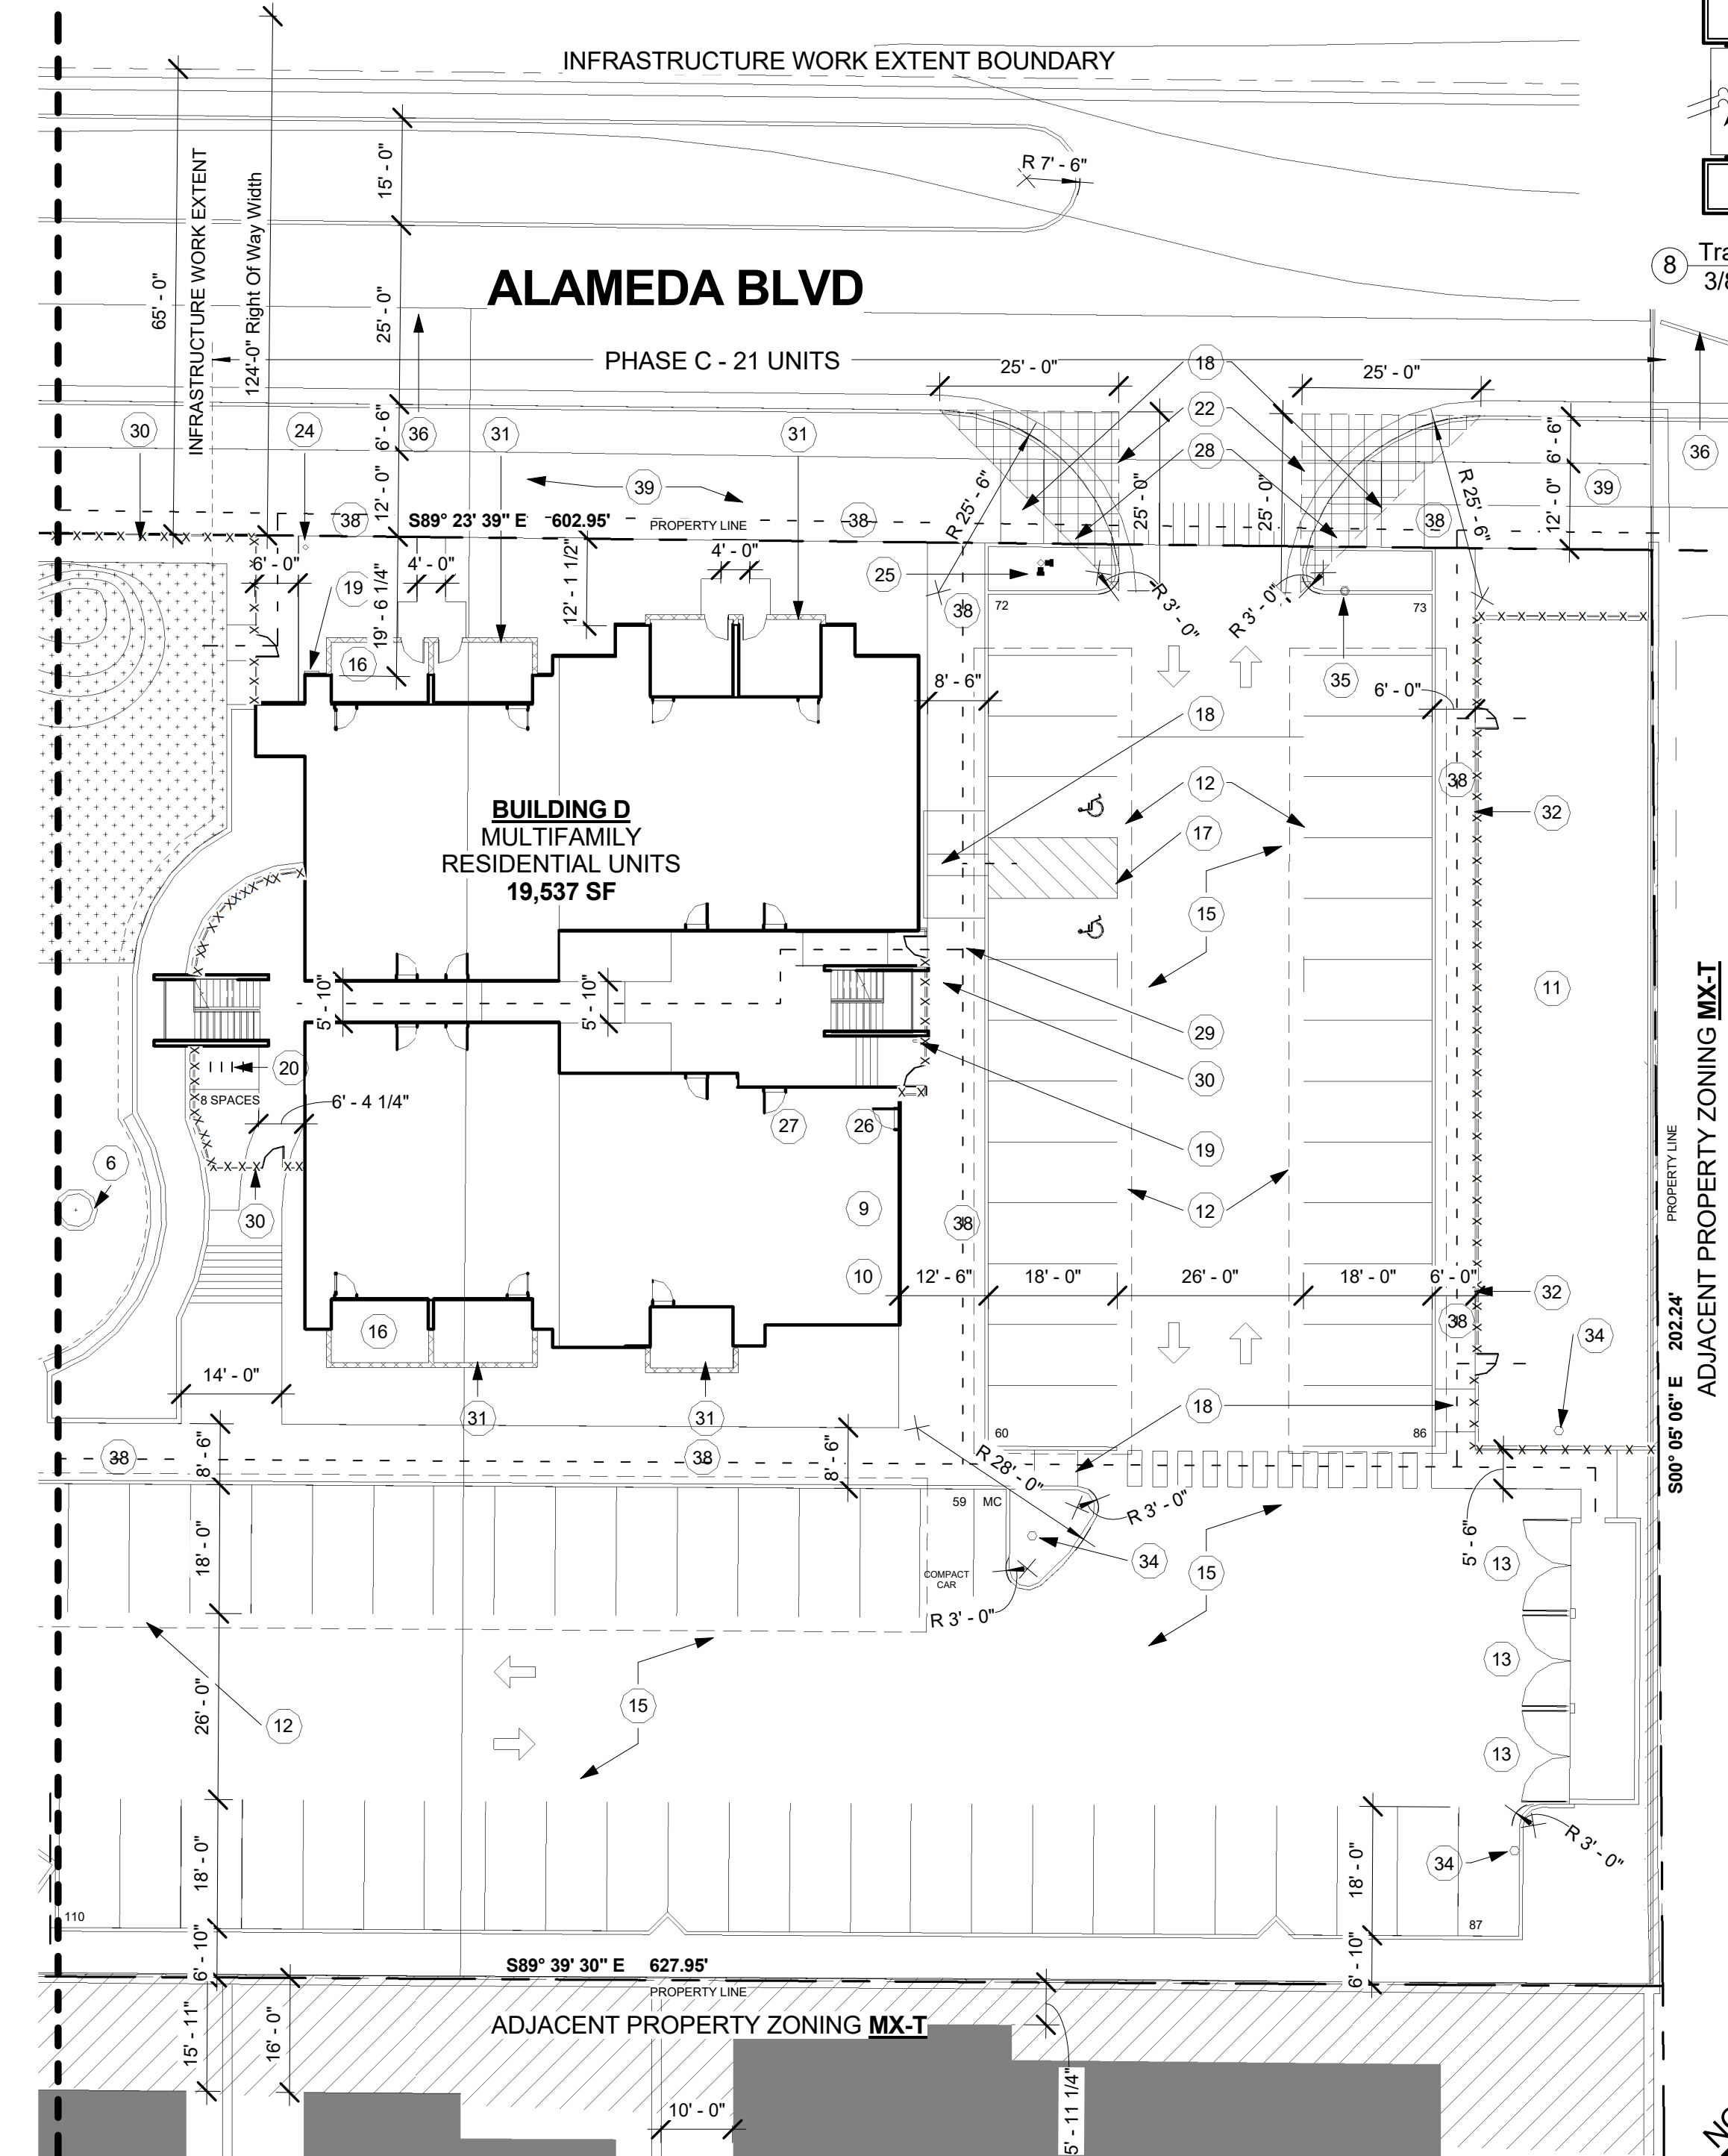 INFRASTRUCTURE WORK EXTENT BOUNDARY
15' - 0"
R 7' - 6"
INFRASTRUCTURE WORK EXTENT
124'-0" Right Of Way Width
65' - 0"
25' - 0"
ALAMEDA BLVD
8
3/8
PHASE C - 21 UNITS
25' - 0"
18
25' - 0"
22
28
30
24
36
31
31
6' - 6"
39
36
6' - 6"
39
12' - 0"
38
S89° 23' 39" E 602.95'
PROPERTY LINE
38
R 25' - 6"
25' - 0"
25' - 0"
R 25' - 6"
38
12' - 0"
6' - 0"
19
4' - 0"
19' - 6 1/4"
12' - 1 1/2"
4' - 0"
25
72
38
R 3' - 0"
R 3' - 0"
73
35
16
8' - 6"
6' - 0"
18
38
12
32
17
BUILDING D
MULTIFAMILY
RESIDENTIAL UNITS
19,537 SF
15
11
5' - 10"
5' - 10"
29
30
20
8 SPACES
6' - 4 1/4"
27
26
19
6
30
9
38
12
10
12' - 6"
18' - 0"
26' - 0"
18' - 0"
6' - 0"
32
38
34
16
14' - 0"
31
31
18
PROPERTY LINE
S00° 05' 06" E 202.24'
ADJACENT PROPERTY ZONING MX-T
60
86
38
8' - 6"
38
8' - 6"
R 28' - 0"
59
MC
R 3' - 0"
5' - 6"
18' - 0"
34
15
13
COMPACT
CAR
R 3' - 0"
13
26' - 0"
12
15
13
18' - 0"
18' - 0"
34
R 3' - 0"
110
87
6' - 10"
6' - 10"
S89° 39' 30" E 627.95'
PROPERTY LINE
ADJACENT PROPERTY ZONING MX-T
15' - 11"
16' - 0"
10' - 0"
5' - 11 1/4"